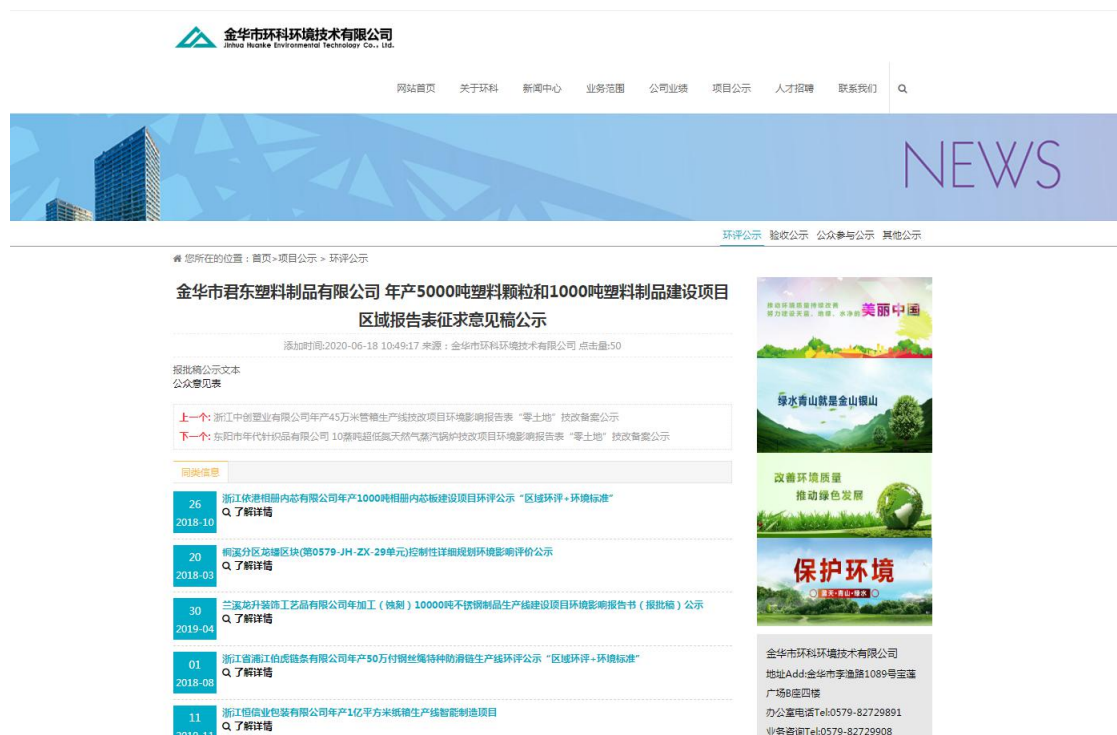 金华市环科环境技术有限公司
Jinhua Huanke Environmental Technology Co., Ltd.
网站首页 关于环科 新闻中心 业务范围 公司业绩 项目公示 人才招聘 联系我们
NEWS
环评公示 验收公示 公众参与公示 其他公示
您所在的位置：首页»项目公示 > 环评公示
金华市君东塑料制品有限公司 年产5000吨塑料颗粒和1000吨塑料制品建设项目
区域报告表征求意见稿公示
添加时间:2020-06-18 10:49:17 来源：金华市环科环境技术有限公司 点击量:50
报批稿公示文本
公众意见表
上一个: 浙江中创塑业有限公司年产45万米管箱生产线技改项目环境影响报告表“零土地”技改备案公示
下一个: 东阳市年代针织品有限公司 10蒸吨超低氮天然气蒸汽锅炉技改项目环境影响报告表“零土地”技改备案公示
同类信息
26
2018-10
浙江依港相册内芯有限公司年产1000吨相册内芯板建设项目环评公示“区域环评+环境标准”
了解详情
20
2018-03
桐溪分区龙蟠区块(第0579-JH-ZX-29单元)控制性详细规划环境影响评价公示
了解详情
30
2019-04
兰溪龙升装饰工艺品有限公司年加工（蚀刻）10000吨不锈钢制品生产线建设项目环境影响报告书（报批稿）公示
了解详情
01
2018-08
浙江省浦江伯虎链条有限公司年产50万付钢丝绳特种防滑链生产线环评公示“区域环评+环境标准”
了解详情
11
2019-11
浙江恒信业包装有限公司年产1亿平方米纸箱生产线智能制造项目
了解详情
推动环境质量持续改善
努力建设天蓝、地绿、水净的美丽中国
绿水青山就是金山银山
改善环境质量
推动绿色发展
保护环境
蓝天·青山·绿水
金华市环科环境技术有限公司
地址Add:金华市李渔路1089号宝莲
广场B座四楼
办公室电话Tel:0579-82729891
业务咨询Tel:0579-82729908